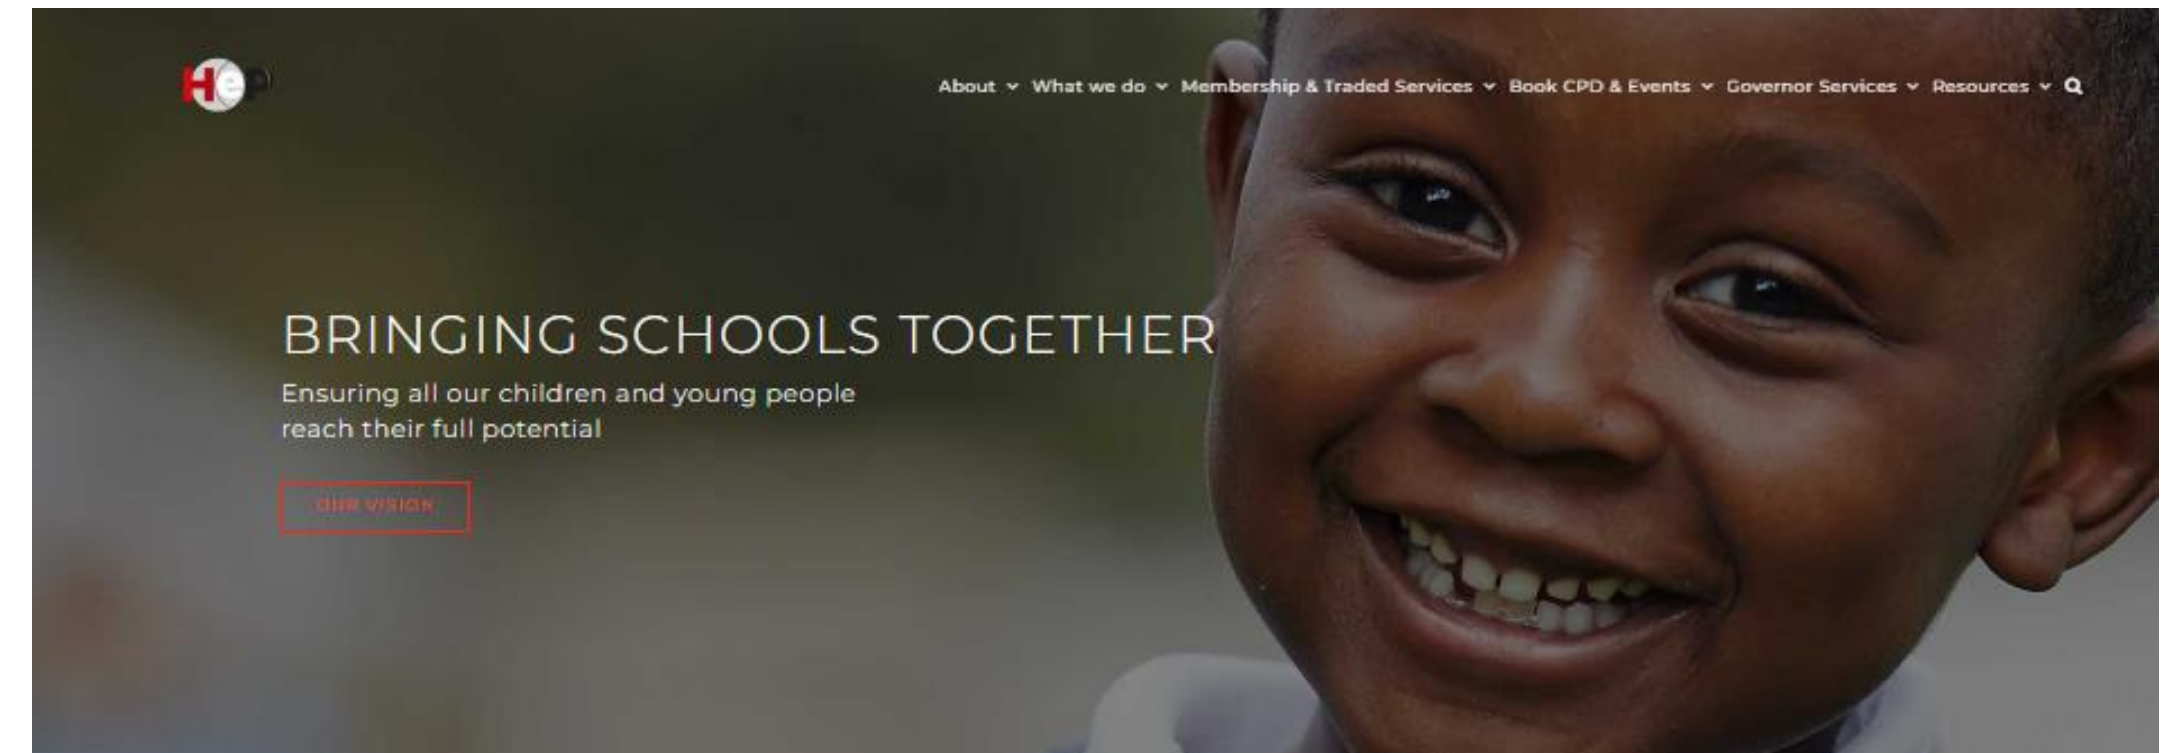 HeP
About What we do Membership & Traded Services Book CPD & Events Governor Services Resources
BRINGING SCHOOLS TOGETHER
Ensuring all our children and young people
reach their full potential
OUR VISION